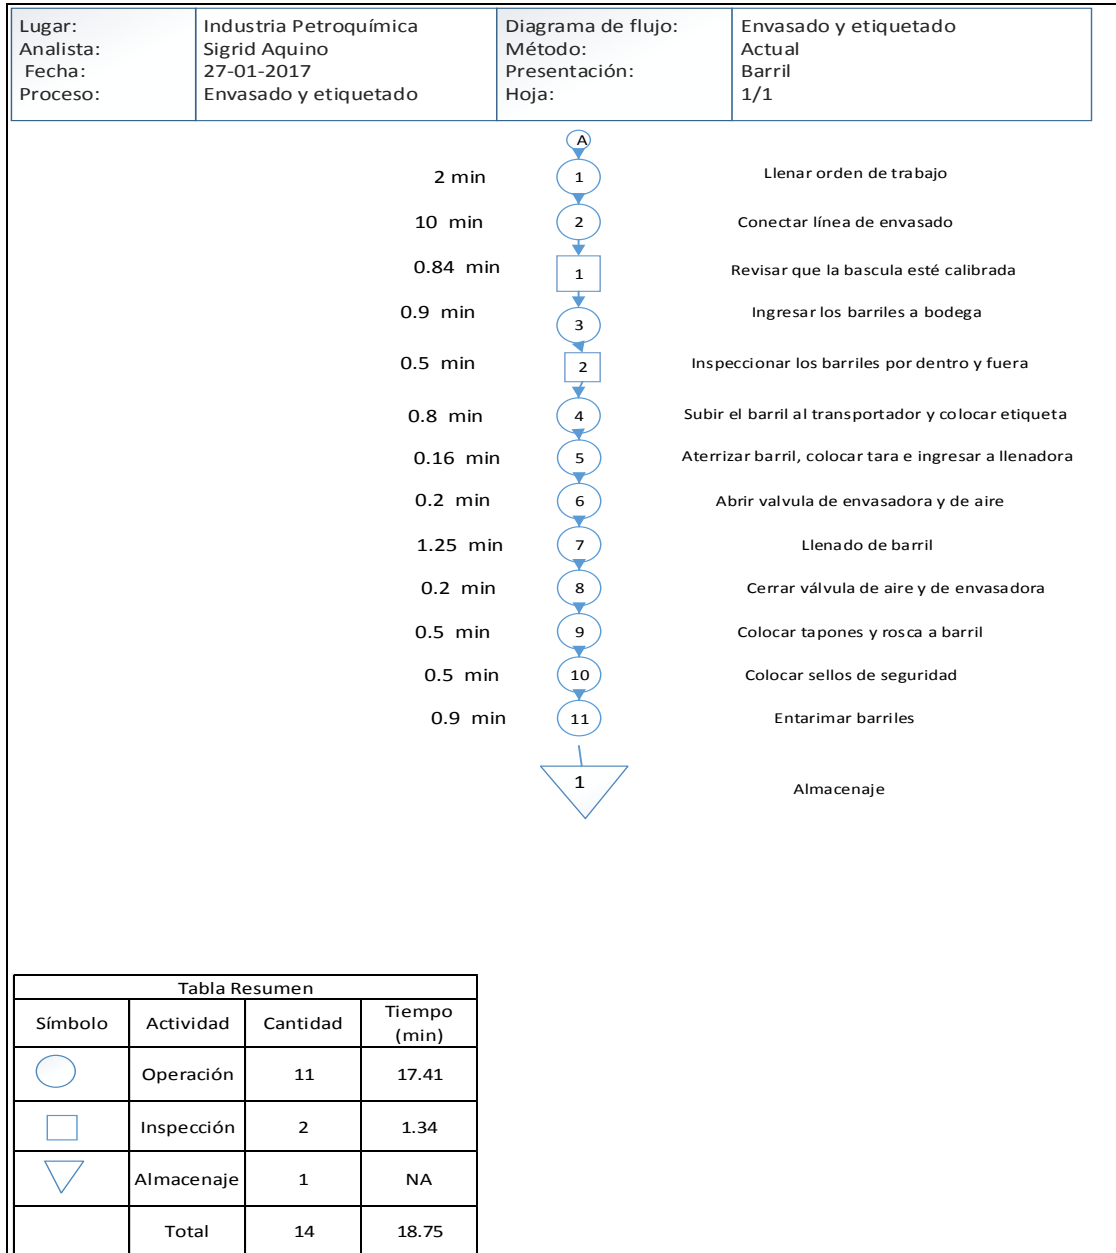 Lugar: Industria Petroquímica Diagrama de flujo: Envasado y etiquetado
Analista: Sigrid Aquino Método: Actual
Fecha: 27-01-2017 Presentación: Barril
Proceso: Envasado y etiquetado Hoja: 1/1
A
2 min 1 Llenar orden de trabajo
10 min 2 Conectar línea de envasado
0.84 min 1 Revisar que la bascula esté calibrada
0.9 min 3 Ingresar los barriles a bodega
0.5 min 2 Inspeccionar los barriles por dentro y fuera
0.8 min 4 Subir el barril al transportador y colocar etiqueta
0.16 min 5 Aterrizar barril, colocar tara e ingresar a llenadora
0.2 min 6 Abrir valvula de envasadora y de aire
1.25 min 7 Llenado de barril
0.2 min 8 Cerrar válvula de aire y de envasadora
0.5 min 9 Colocar tapones y rosca a barril
0.5 min 10 Colocar sellos de seguridad
0.9 min 11 Entarimar barriles
1 Almacenaje
Tabla Resumen
Símbolo Actividad Cantidad Tiempo
(min)
Operación 11 17.41
Inspección 2 1.34
Almacenaje 1 NA
Total 14 18.75